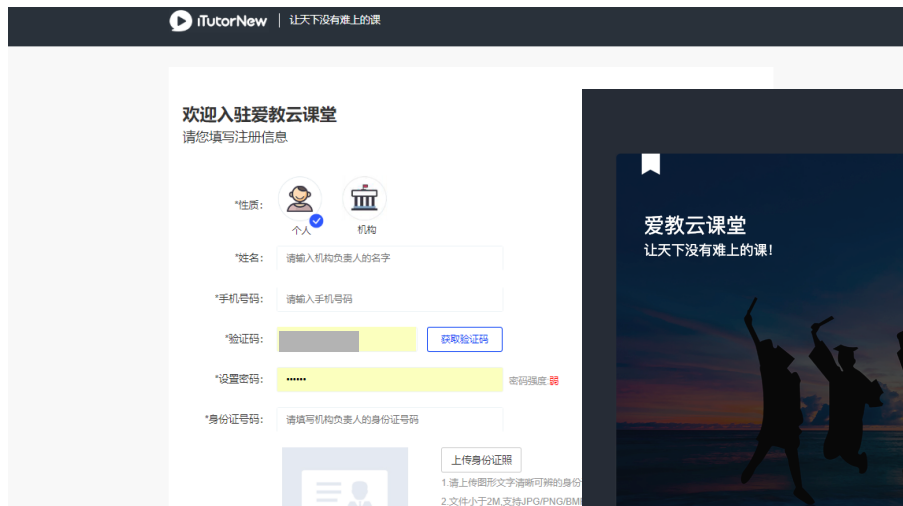 iTutorNew 让天下没有难上的课
欢迎入驻爱教云课堂
请您填写注册信息
*性质:
个人 机构
*姓名: 请输入机构负责人的名字
*手机号码: 请输入手机号码
*验证码: 获取验证码
*设置密码: •••••• 密码强度:弱
*身份证号码: 请填写机构负责人的身份证号码
上传身份证照
1.请上传图形文字清晰可辨的身份
2.文件小于2M,支持JPG/PNG/BM
爱教云课堂
让天下没有难上的课!